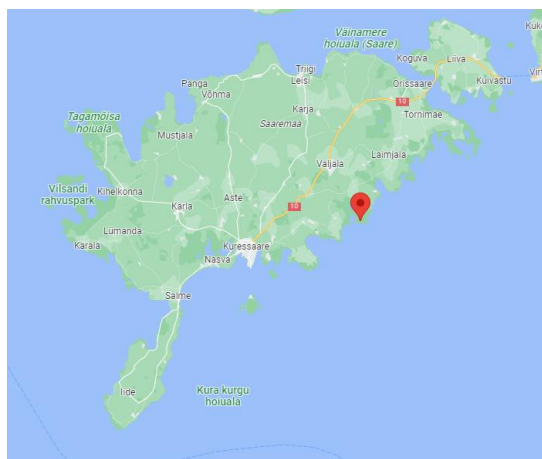 Väinamere
hoiuala (Saare)
Koguva
Liiva
Triigi
Leisi
Orissaare
Kuivastu
Panga
Võhma
10
Karja
Tornimäe
Tagamõisa
hoiuala
Saaremaa
Mustjala
Laimjala
Valjala
Vilsandi
rahvuspark
Kihelkonna
Aste
Kärla
10
Lümanda
Karala
Kuressaare
Nasva
Salme
Iide
Kura kurgu
hoiuala